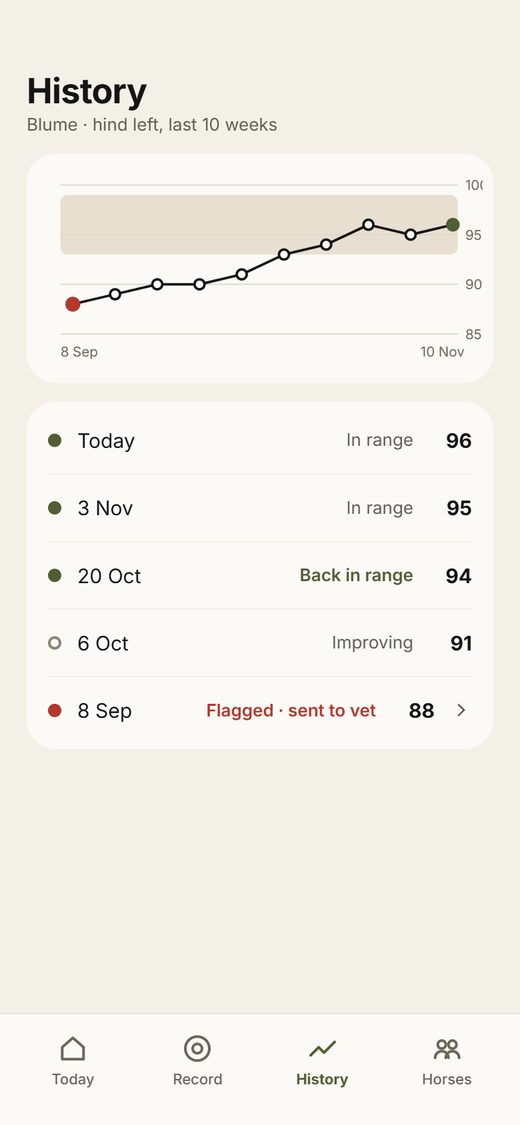 History
Blume · hind left, last 10 weeks
100
95
90
85
8 Sep 10 Nov
Today In range 96
3 Nov In range 95
20 Oct Back in range 94
6 Oct Improving 91
8 Sep Flagged · sent to vet 88
Today Record History Horses